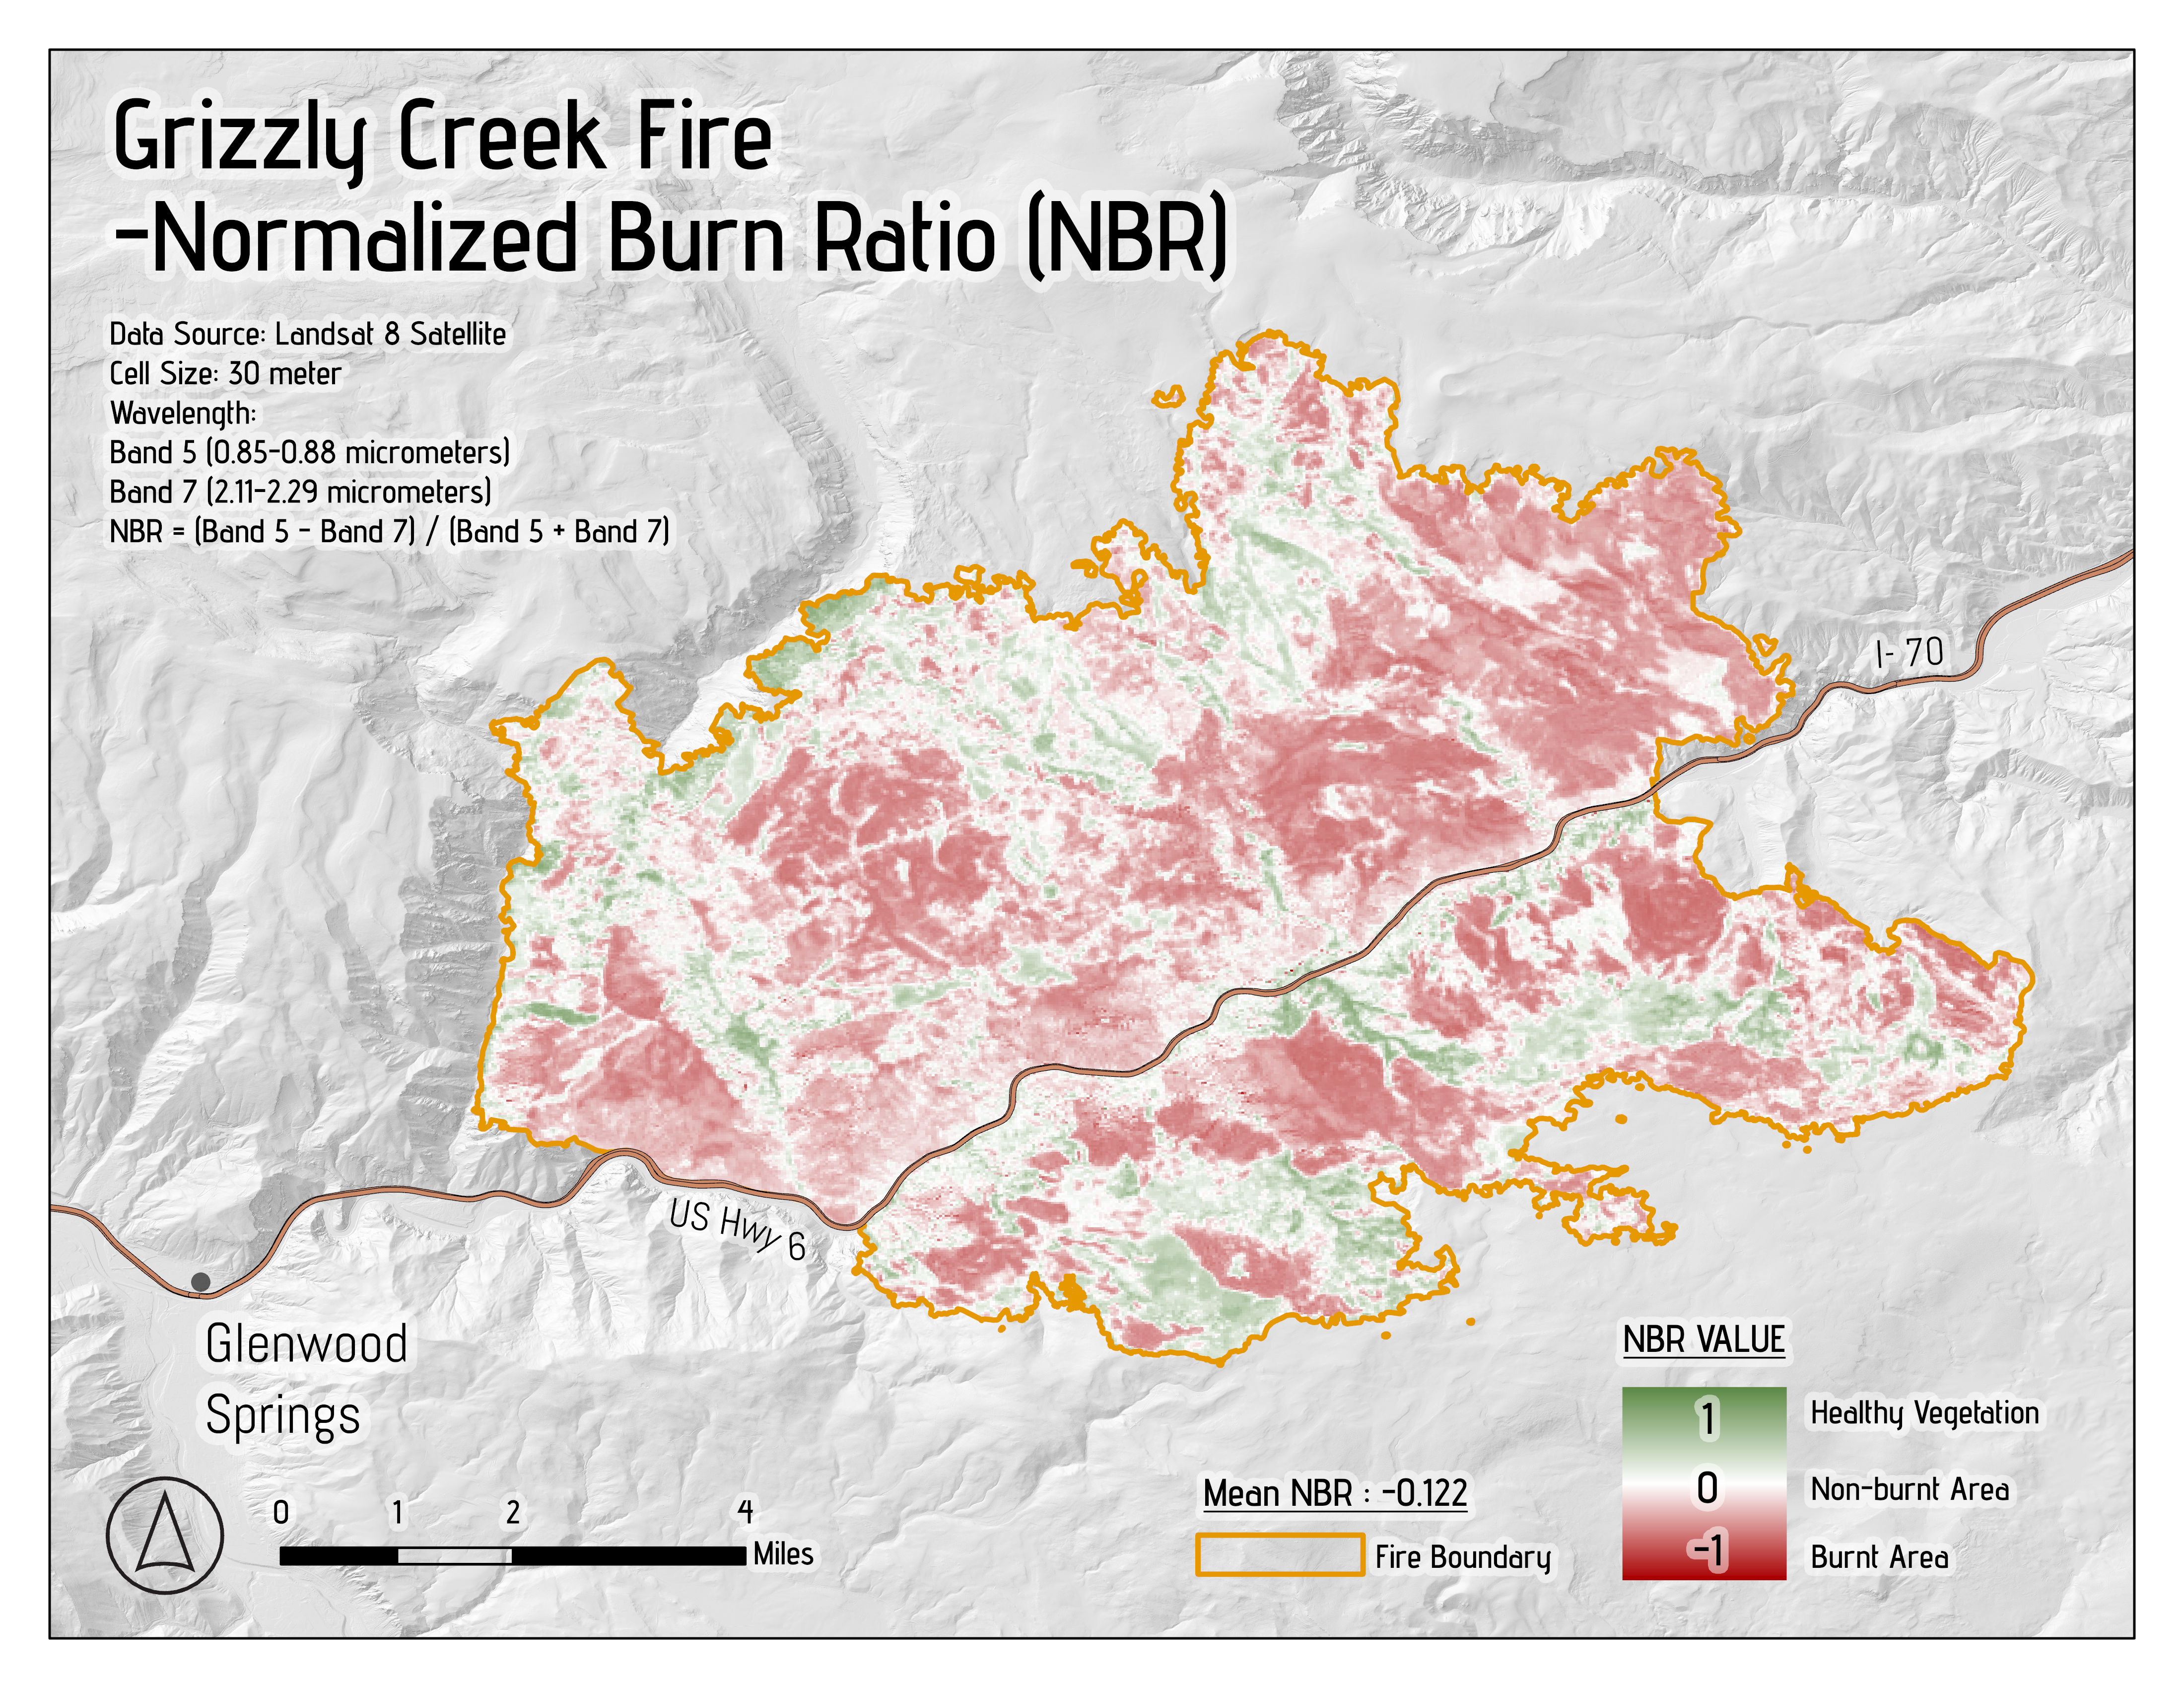 Grizzly Creek Fire
-Normalized Burn Ratio (NBR)
Data Source: Landsat 8 Satellite
Cell Size: 30 meter
Wavelength:
Band 5 (0.85-0.88 micrometers)
Band 7 (2.11-2.29 micrometers)
NBR = (Band 5 - Band 7) / (Band 5 + Band 7)
I- 70
US Hwy 6
Glenwood
Springs
0 1 2 4
Miles
Mean NBR : -0.122
Fire Boundary
NBR VALUE
1 Healthy Vegetation
0 Non-burnt Area
-1 Burnt Area